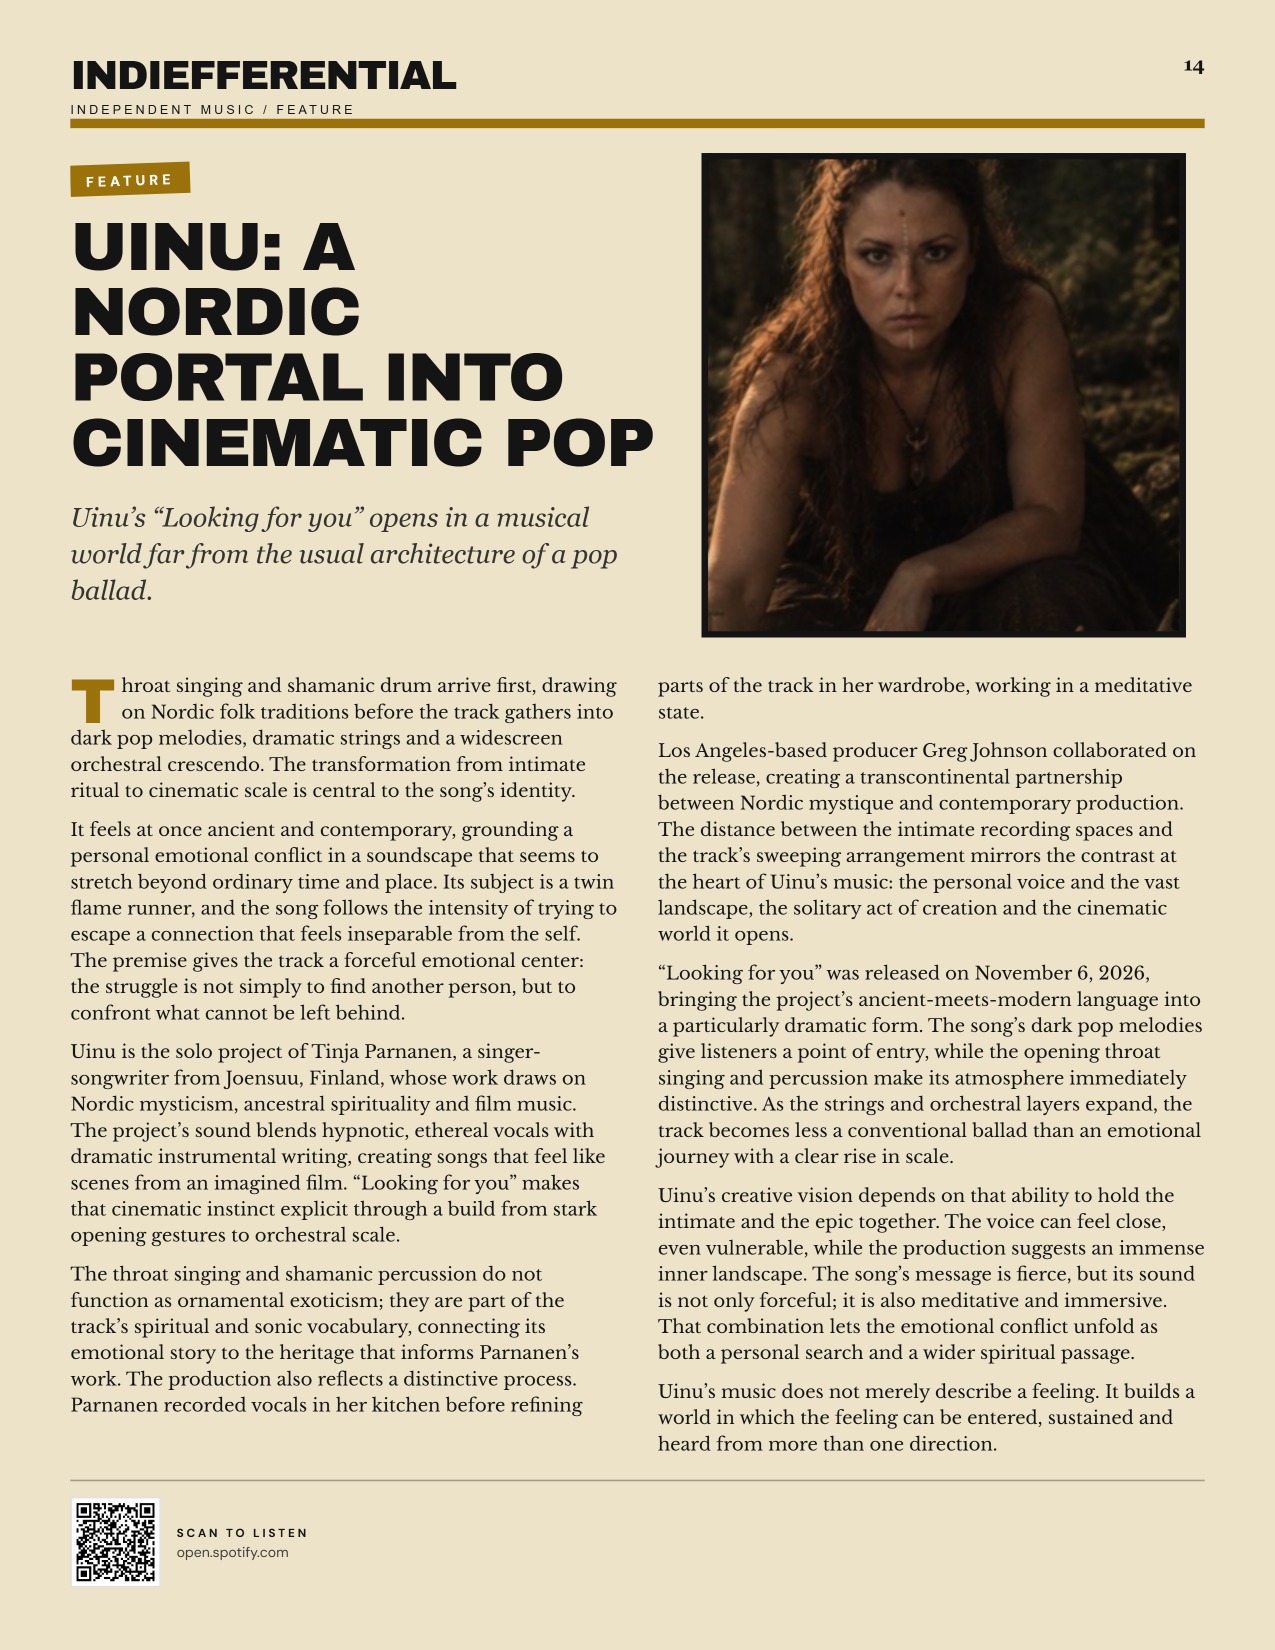 INDIEFFERENTIAL
INDEPENDENT MUSIC / FEATURE
14
FEATURE
UINU: A
NORDIC
PORTAL INTO
CINEMATIC POP
Uinu’s “Looking for you” opens in a musical
world far from the usual architecture of a pop
ballad.
Throat singing and shamanic drum arrive first, drawing
on Nordic folk traditions before the track gathers into
dark pop melodies, dramatic strings and a widescreen
orchestral crescendo. The transformation from intimate
ritual to cinematic scale is central to the song’s identity.
It feels at once ancient and contemporary, grounding a
personal emotional conflict in a soundscape that seems to
stretch beyond ordinary time and place. Its subject is a twin
flame runner, and the song follows the intensity of trying to
escape a connection that feels inseparable from the self.
The premise gives the track a forceful emotional center:
the struggle is not simply to find another person, but to
confront what cannot be left behind.
Uinu is the solo project of Tinja Parnanen, a singer-
songwriter from Joensuu, Finland, whose work draws on
Nordic mysticism, ancestral spirituality and film music.
The project’s sound blends hypnotic, ethereal vocals with
dramatic instrumental writing, creating songs that feel like
scenes from an imagined film. “Looking for you” makes
that cinematic instinct explicit through a build from stark
opening gestures to orchestral scale.
The throat singing and shamanic percussion do not
function as ornamental exoticism; they are part of the
track’s spiritual and sonic vocabulary, connecting its
emotional story to the heritage that informs Parnanen’s
work. The production also reflects a distinctive process.
Parnanen recorded vocals in her kitchen before refining
parts of the track in her wardrobe, working in a meditative
state.
Los Angeles-based producer Greg Johnson collaborated on
the release, creating a transcontinental partnership
between Nordic mystique and contemporary production.
The distance between the intimate recording spaces and
the track’s sweeping arrangement mirrors the contrast at
the heart of Uinu’s music: the personal voice and the vast
landscape, the solitary act of creation and the cinematic
world it opens.
“Looking for you” was released on November 6, 2026,
bringing the project’s ancient-meets-modern language into
a particularly dramatic form. The song’s dark pop melodies
give listeners a point of entry, while the opening throat
singing and percussion make its atmosphere immediately
distinctive. As the strings and orchestral layers expand, the
track becomes less a conventional ballad than an emotional
journey with a clear rise in scale.
Uinu’s creative vision depends on that ability to hold the
intimate and the epic together. The voice can feel close,
even vulnerable, while the production suggests an immense
inner landscape. The song’s message is fierce, but its sound
is not only forceful; it is also meditative and immersive.
That combination lets the emotional conflict unfold as
both a personal search and a wider spiritual passage.
Uinu’s music does not merely describe a feeling. It builds a
world in which the feeling can be entered, sustained and
heard from more than one direction.
SCAN TO LISTEN
open.spotify.com